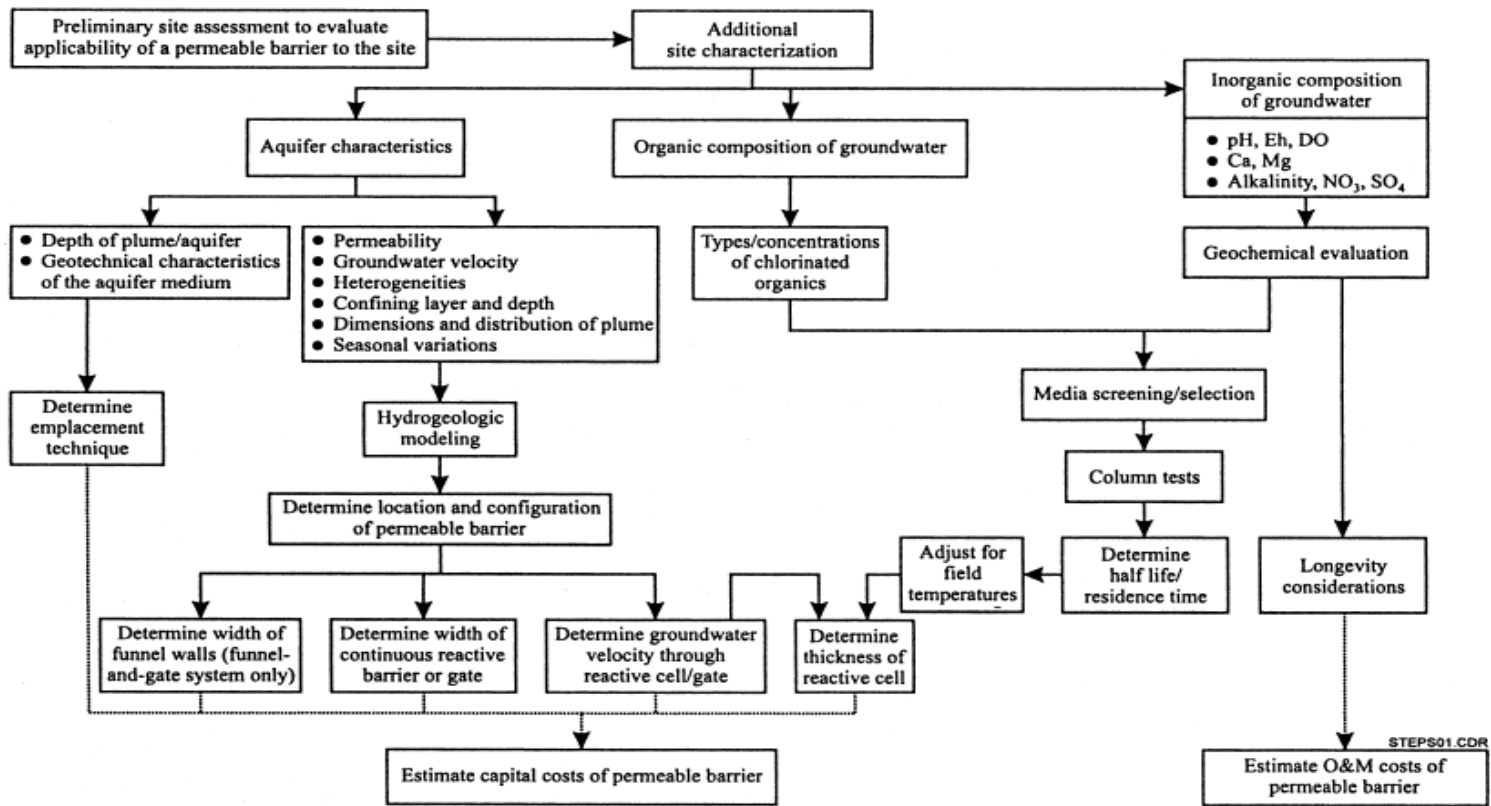 Preliminary site assessment to evaluate
applicability of a permeable barrier to the site
Additional
site characterization
Inorganic composition
of groundwater
● pH, Eh, DO
● Ca, Mg
● Alkalinity, NO₃, SO₄
Aquifer characteristics
Organic composition of groundwater
● Depth of plume/aquifer
● Geotechnical characteristics
of the aquifer medium
● Permeability
● Groundwater velocity
● Heterogeneities
● Confining layer and depth
● Dimensions and distribution of plume
● Seasonal variations
Types/concentrations
of chlorinated
organics
Geochemical evaluation
Media screening/selection
Determine
emplacement
technique
Hydrogeologic
modeling
Column tests
Determine location and configuration
of permeable barrier
Adjust for
field
temperatures
Determine
half life/
residence time
Longevity
considerations
Determine width of
funnel walls (funnel-
and-gate system only)
Determine width of
continuous reactive
barrier or gate
Determine groundwater
velocity through
reactive cell/gate
Determine
thickness of
reactive cell
STEPS01.CDR
Estimate capital costs of permeable barrier
Estimate O&M costs of
permeable barrier